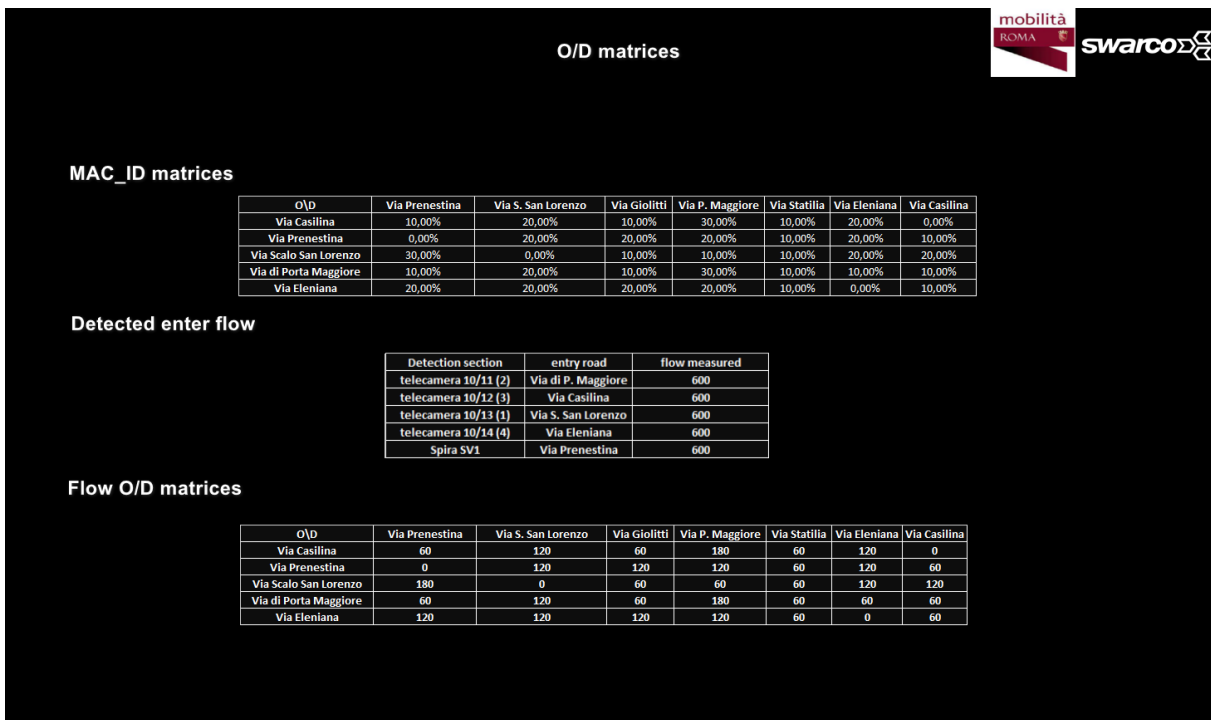 mobilità
ROMA
swarco
O/D matrices
MAC_ID matrices
O\D Via Prenestina Via S. San Lorenzo Via Giolitti Via P. Maggiore Via Statilia Via Eleniana Via Casilina
Via Casilina 10,00% 20,00% 10,00% 30,00% 10,00% 20,00% 0,00%
Via Prenestina 0,00% 20,00% 20,00% 20,00% 10,00% 20,00% 10,00%
Via Scalo San Lorenzo 30,00% 0,00% 10,00% 10,00% 10,00% 20,00% 20,00%
Via di Porta Maggiore 10,00% 20,00% 10,00% 30,00% 10,00% 10,00% 10,00%
Via Eleniana 20,00% 20,00% 20,00% 20,00% 10,00% 0,00% 10,00%
Detected enter flow
Detection section entry road flow measured
telecamera 10/11 (2) Via di P. Maggiore 600
telecamera 10/12 (3) Via Casilina 600
telecamera 10/13 (1) Via S. San Lorenzo 600
telecamera 10/14 (4) Via Eleniana 600
Spira SV1 Via Prenestina 600
Flow O/D matrices
O\D Via Prenestina Via S. San Lorenzo Via Giolitti Via P. Maggiore Via Statilia Via Eleniana Via Casilina
Via Casilina 60 120 60 180 60 120 0
Via Prenestina 0 120 120 120 60 120 60
Via Scalo San Lorenzo 180 0 60 60 60 120 120
Via di Porta Maggiore 60 120 60 180 60 60 60
Via Eleniana 120 120 120 120 60 0 60